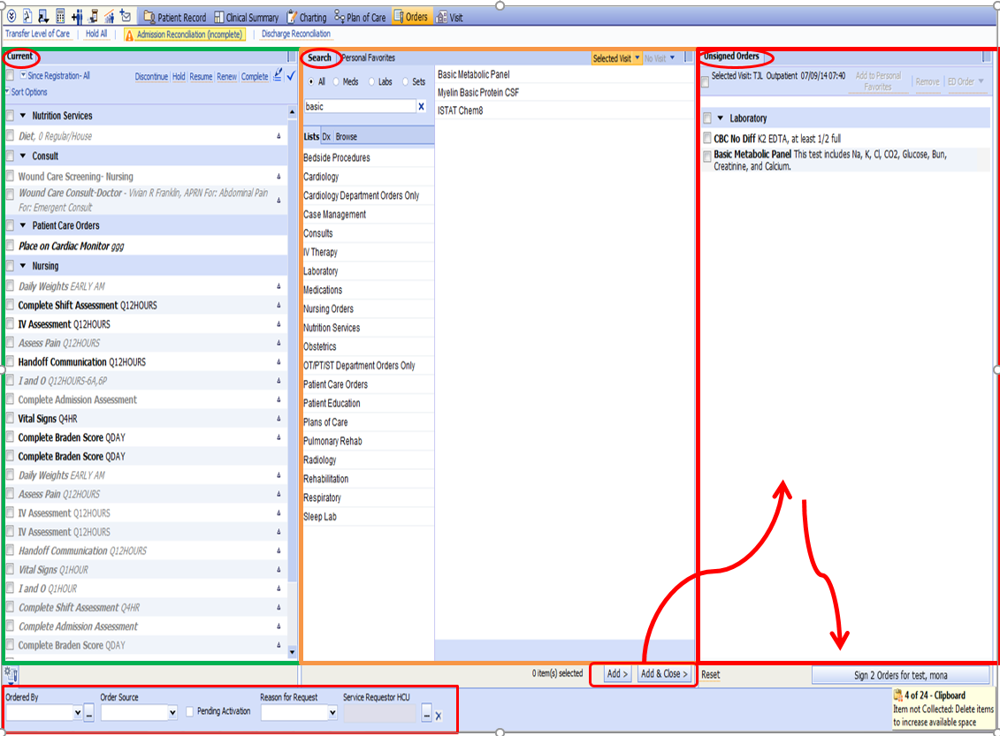 Patient Record Clinical Summary Charting Plan of Care Orders Visit
Transfer Level of Care Hold All Admission Reconciliation (incomplete) Discharge Reconciliation
Current
Since Registration- All Discontinue Hold Resume Renew Complete
Sort Options
Nutrition Services
Diet, 0 Regular/House
Consult
Wound Care Screening- Nursing
Wound Care Consult-Doctor - Vivian R Franklin, APRN For: Abdominal Pain
For: Emergent Consult
Patient Care Orders
Place on Cardiac Monitor ggg
Nursing
Daily Weights EARLY AM
Complete Shift Assessment Q12HOURS
IV Assessment Q12HOURS
Assess Pain Q12HOURS
Handoff Communication Q12HOURS
I and O Q12HOURS-6A,6P
Complete Admission Assessment
Vital Signs Q4HR
Complete Braden Score QDAY
Complete Braden Score QDAY
Daily Weights EARLY AM
Assess Pain Q12HOURS
IV Assessment Q12HOURS
IV Assessment Q12HOURS
Handoff Communication Q12HOURS
Vital Signs Q1HOUR
I and O Q1HOUR
Complete Shift Assessment Q4HR
Complete Admission Assessment
Complete Braden Score QDAY
Search Personal Favorites Selected Visit No Visit
All Meds Labs Sets
basic X
Lists Dx Browse
Bedside Procedures
Cardiology
Cardiology Department Orders Only
Case Management
Consults
IV Therapy
Laboratory
Medications
Nursing Orders
Nutrition Services
Obstetrics
OT/PT/ST Department Orders Only
Patient Care Orders
Patient Education
Plans of Care
Pulmonary Rehab
Radiology
Rehabilitation
Respiratory
Sleep Lab
Basic Metabolic Panel
Myelin Basic Protein CSF
ISTAT Chem8
0 item(s) selected Add > Add & Close >
Unsigned Orders
Selected Visit: TJL Outpatient 07/09/14 07:40 Add to Personal
Favorites Remove ED Order
Laboratory
CBC No Diff K2 EDTA, at least 1/2 full
Basic Metabolic Panel This test includes Na, K, Cl, CO2, Glucose, Bun,
Creatinine, and Calcium.
Reset Sign 2 Orders for test, mona
Ordered By Order Source Pending Activation Reason for Request Service Requestor HCU
... ... X
4 of 24 - Clipboard
Item not Collected: Delete items
to increase available space